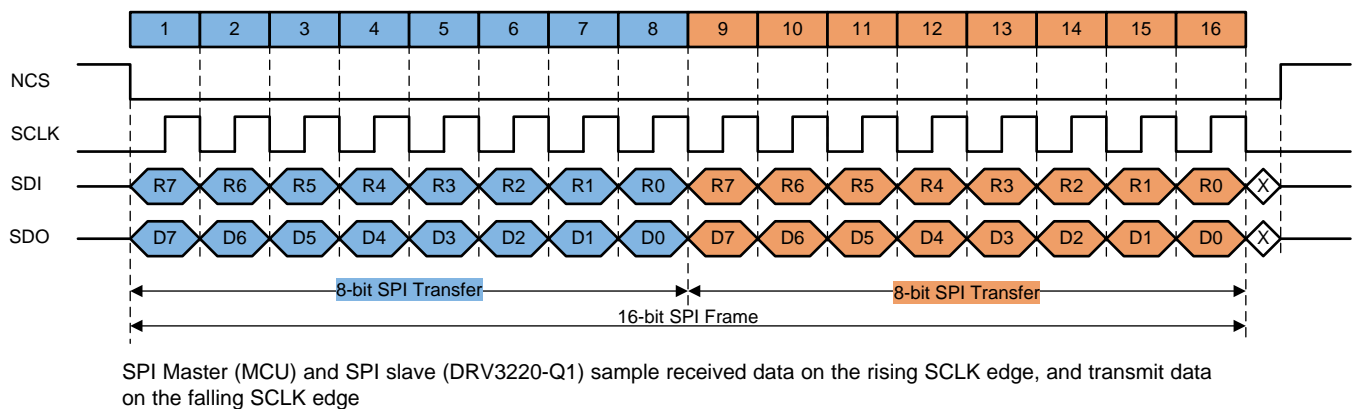 1 2 3 4 5 6 7 8 9 10 11 12 13 14 15 16
NCS
SCLK
SDI R7 R6 R5 R4 R3 R2 R1 R0 R7 R6 R5 R4 R3 R2 R1 R0 X
SDO D7 D6 D5 D4 D3 D2 D1 D0 D7 D6 D5 D4 D3 D2 D1 D0 X
8-bit SPI Transfer 8-bit SPI Transfer
16-bit SPI Frame
SPI Master (MCU) and SPI slave (DRV3220-Q1) sample received data on the rising SCLK edge, and transmit data
on the falling SCLK edge